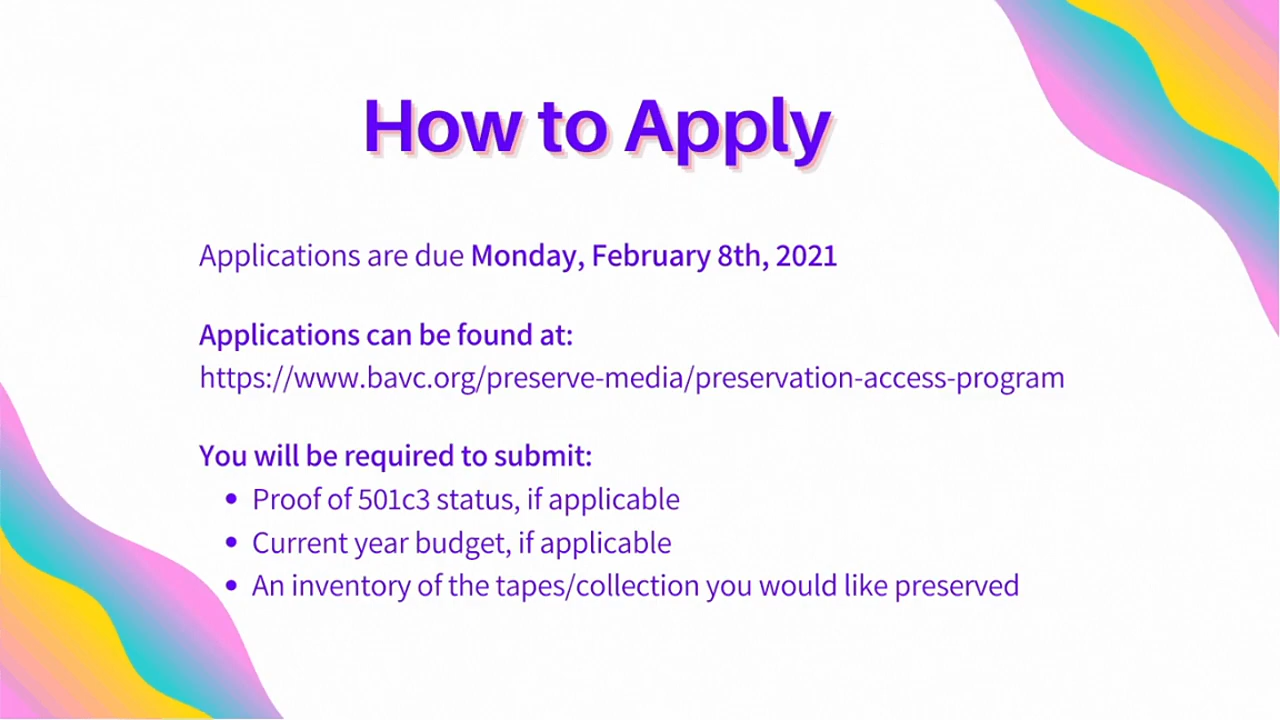 How to Apply
Applications are due Monday, February 8th, 2021
Applications can be found at:
https://www.bavc.org/preserve-media/preservation-access-program
You will be required to submit:
• Proof of 501c3 status, if applicable
• Current year budget, if applicable
• An inventory of the tapes/collection you would like preserved